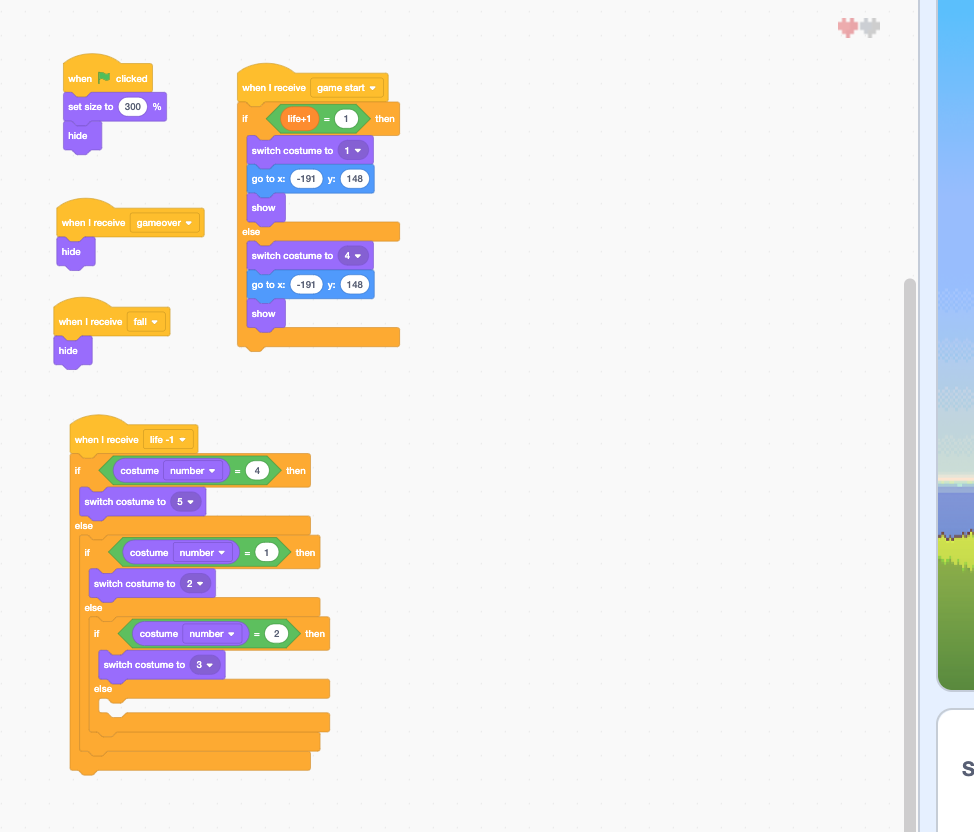 when clicked
set size to 300 %
hide
when I receive gameover
hide
when I receive fall
hide
when I receive game start
if life+1 = 1 then
switch costume to 1
go to x: -191 y: 148
show
else
switch costume to 4
go to x: -191 y: 148
show
when I receive life -1
if costume number = 4 then
switch costume to 5
else
if costume number = 1 then
switch costume to 2
else
if costume number = 2 then
switch costume to 3
else
S